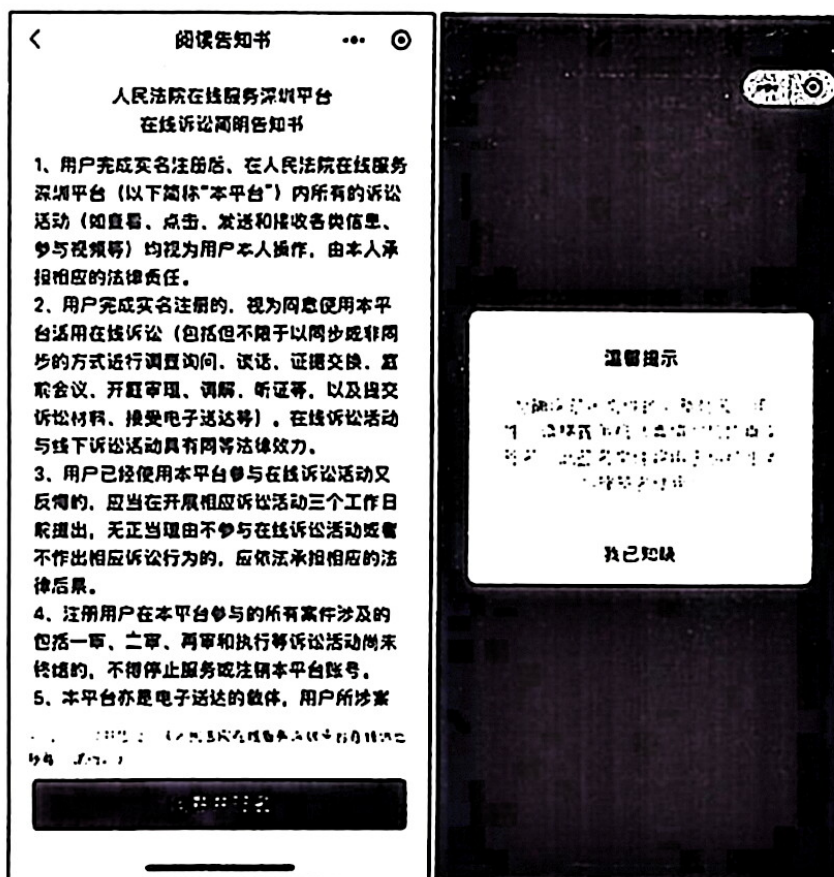 阅读告知书
人民法院在线服务深圳平台
在线诉讼简明告知书
1、用户完成实名注册后、在人民法院在线服务
深圳平台（以下简称“本平台”）内所有的诉讼
活动（如查看、点击、发送和接收各类信息、
参与视频等）均视为用户本人操作，由本人承
担相应的法律责任。
2、用户完成实名注册的，视为同意使用本平
台适用在线诉讼（包括但不限于以同步或非同
步的方式进行调查询问、谈话、证据交换、庭
前会议、开庭审理、调解、听证等，以及提交
诉讼材料、接受电子送达等）。在线诉讼活动
与线下诉讼活动具有同等法律效力。
3、用户已经使用本平台参与在线诉讼活动又
反悔的，应当在开展相应诉讼活动三个工作日
前提出，无正当理由不参与在线诉讼活动或者
不作出相应诉讼行为的，应依法承担相应的法
律后果。
4、注册用户在本平台参与的所有案件涉及的
包括一审、二审、再审和执行等诉讼活动尚未
终结的，不得停止服务或注销本平台账号。
5、本平台亦是电子送达的载体，用户所涉案
温馨提示
我已知晓